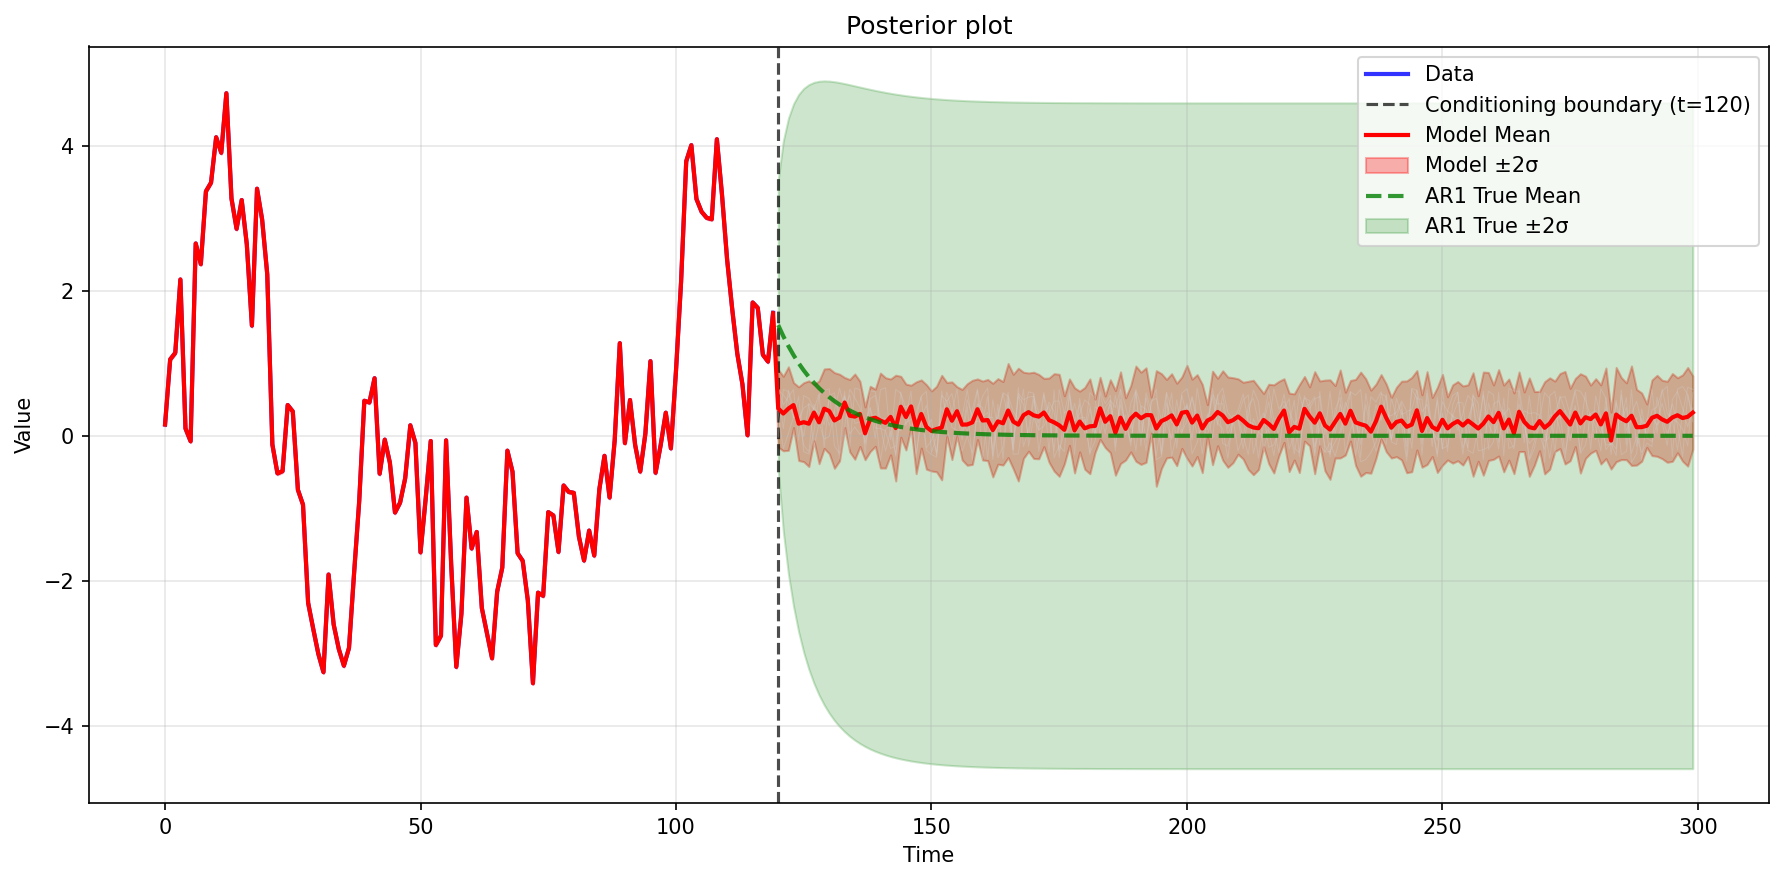 Posterior plot
Data
Conditioning boundary (t=120)
Model Mean
Model ±2σ
AR1 True Mean
AR1 True ±2σ
Value
4
2
0
−2
−4
0
50
100
150
200
250
300
Time